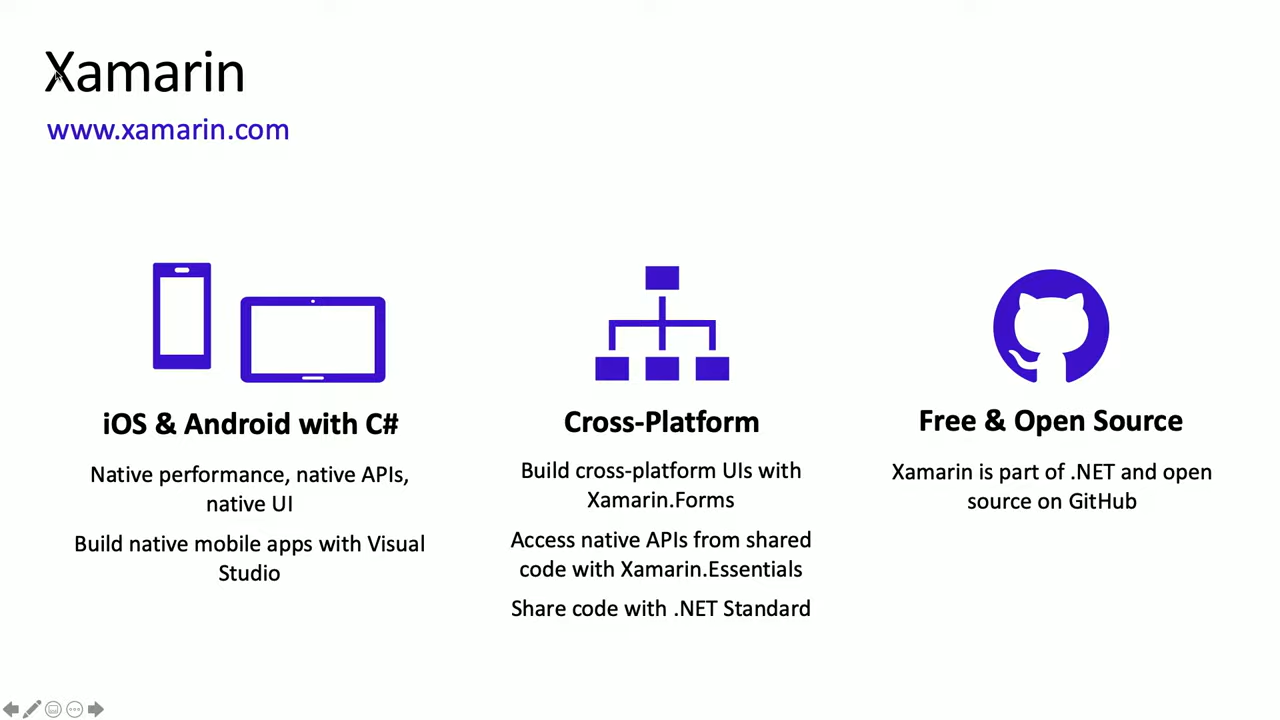 Xamarin
www.xamarin.com
iOS & Android with C#
Native performance, native APIs,
native UI
Build native mobile apps with Visual
Studio
Cross-Platform
Build cross-platform UIs with
Xamarin.Forms
Access native APIs from shared
code with Xamarin.Essentials
Share code with .NET Standard
Free & Open Source
Xamarin is part of .NET and open
source on GitHub